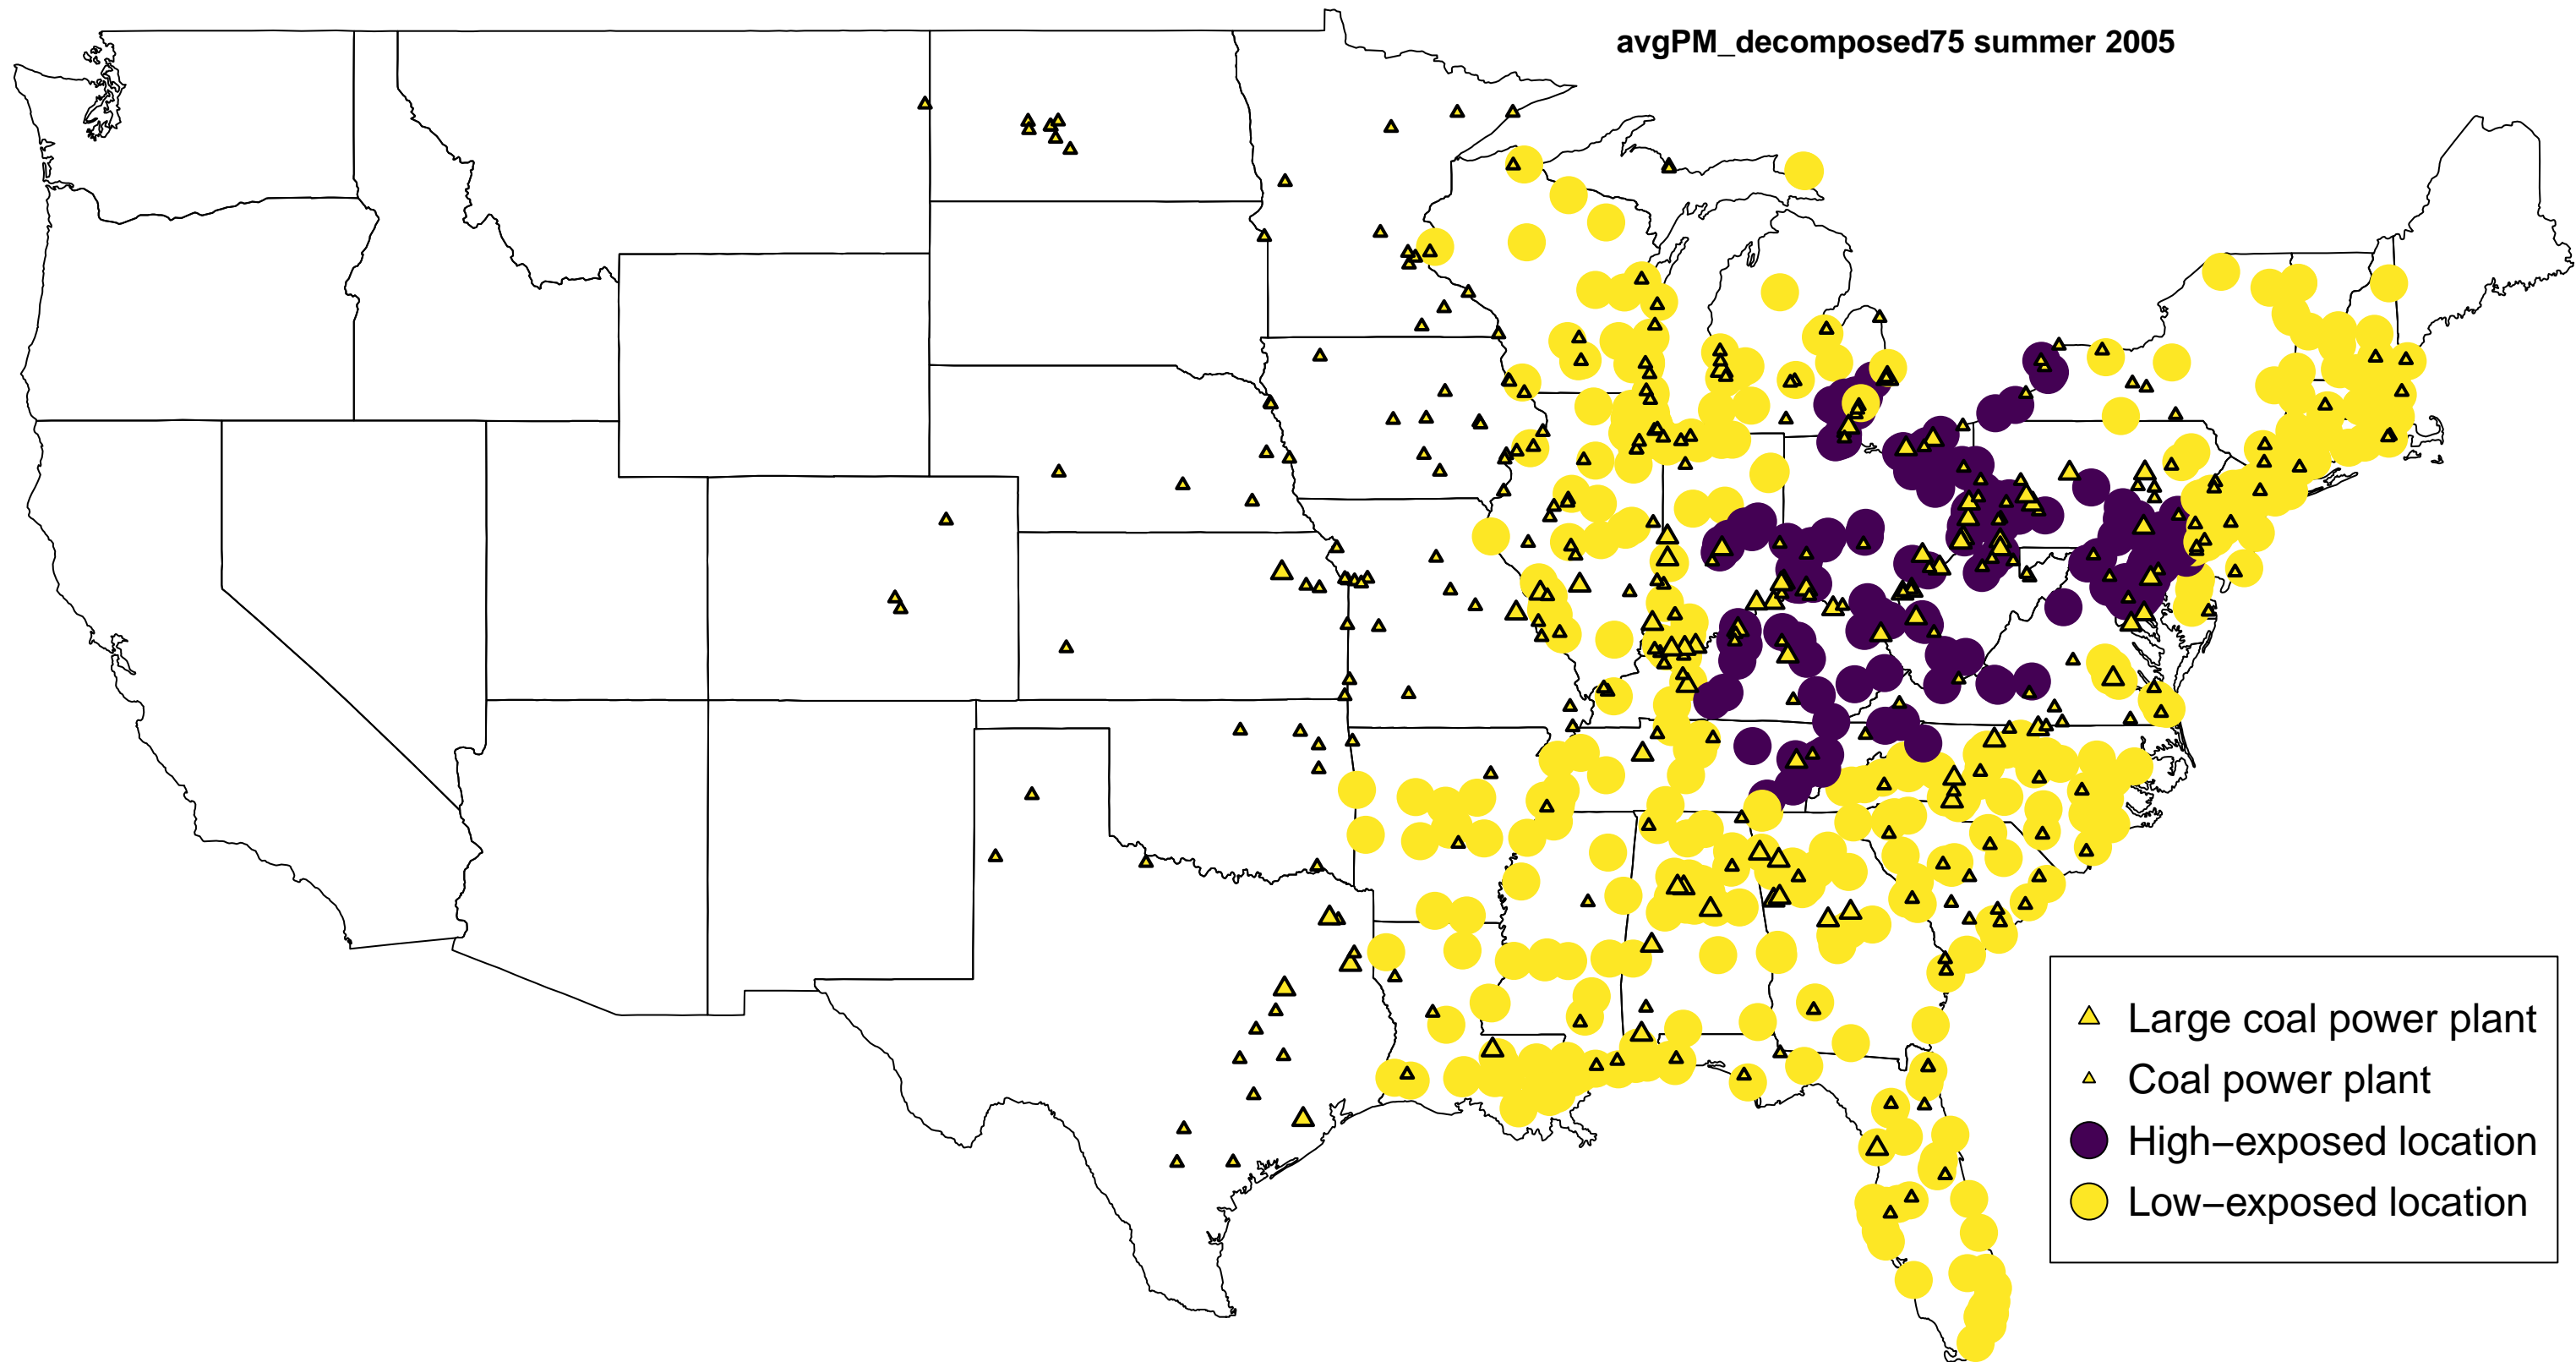 avgPM_decomposed75 summer 2005
Large coal power plant
Coal power plant
High−exposed location
Low−exposed location